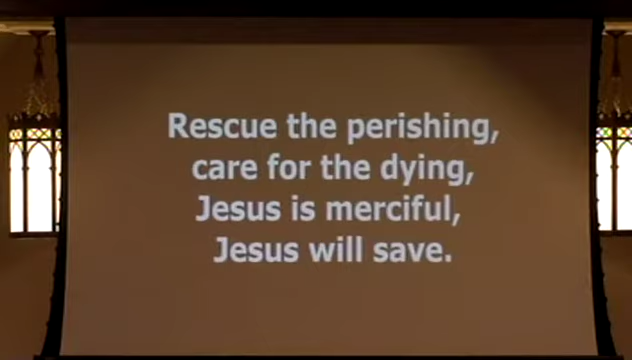 Rescue the perishing,
care for the dying,
Jesus is merciful,
Jesus will save.